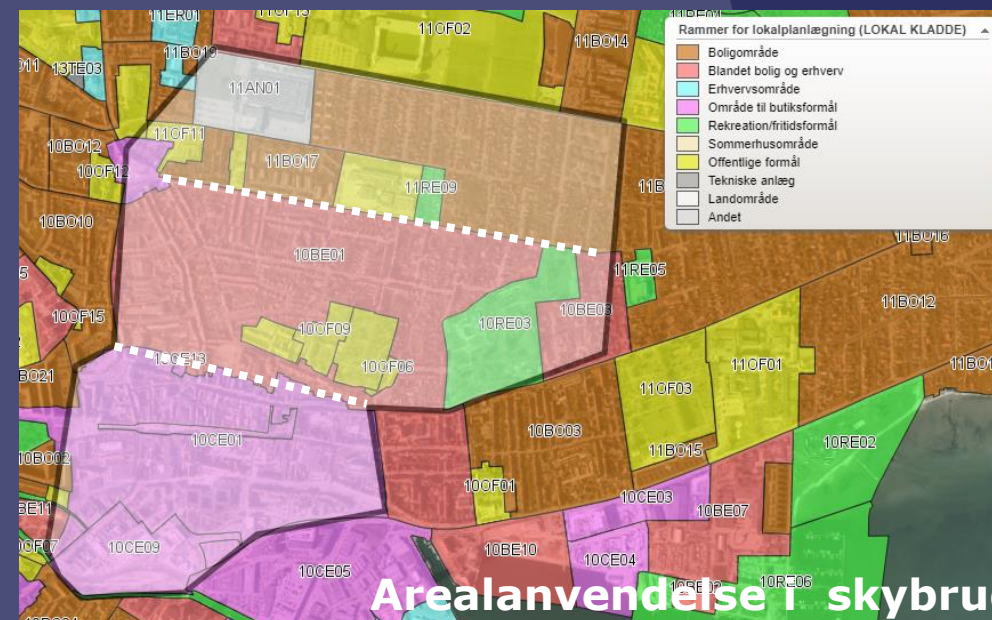 11ER01
11OF02
11BO14
Rammer for lokalplanlægning (LOKAL KLADDE)
Boligområde
Blandet bolig og erhverv
Erhvervsområde
Område til butiksformål
Rekreation/fritidsformål
Sommerhusområde
Offentlige formål
Tekniske anlæg
Landområde
Andet
13TE03
11AN01
11OF11
10BO12
10OF12
11BO17
11RE09
10BO10
10BE01
11BO16
11RE05
11BO12
10OF15
10OF09
10RE03
10BE03
10CE13
10OF06
11OF01
11OF03
10CE01
10BO03
11BO15
10RE02
10BO02
10OF01
10CE03
10BE07
10CE09
10BE10
10CE04
10CE05
10RE06
Arealanvendelse i skybrud